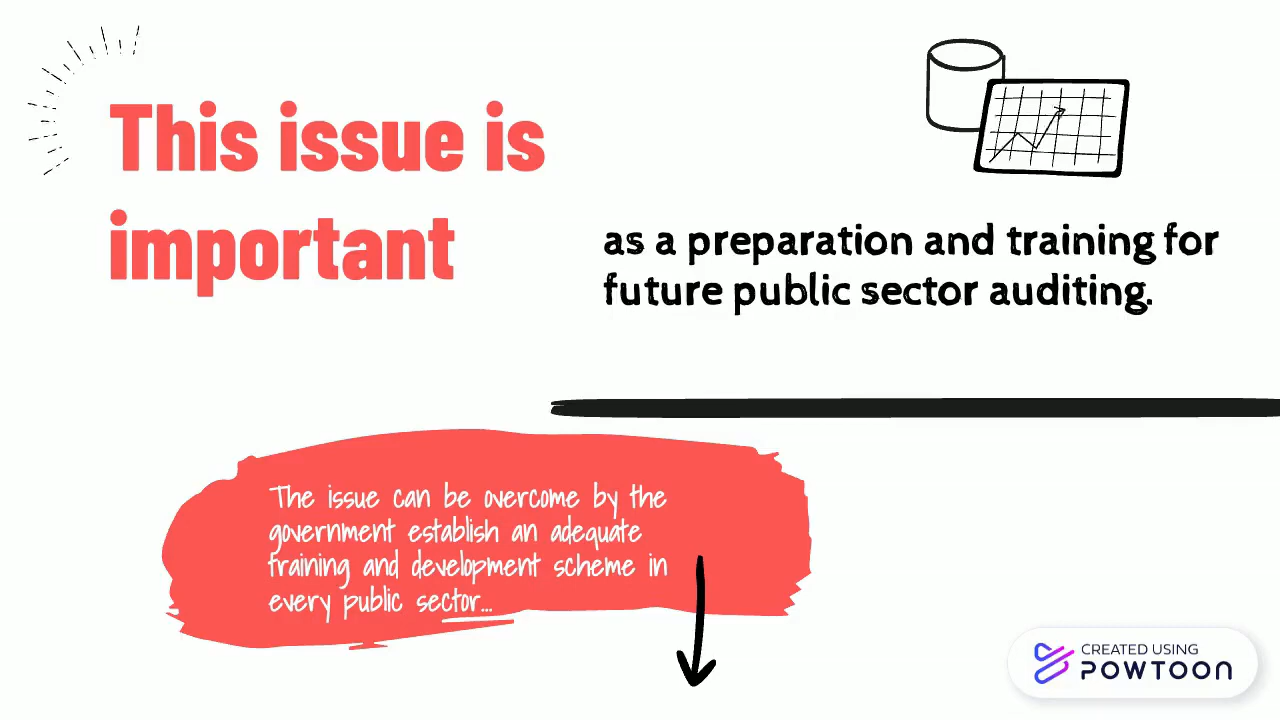 This issue is
important
as a preparation and training for
future public sector auditing.
The issue can be overcome by the
government establish an adequate
training and development scheme in
every public sector...
CREATED USING
POWTOON